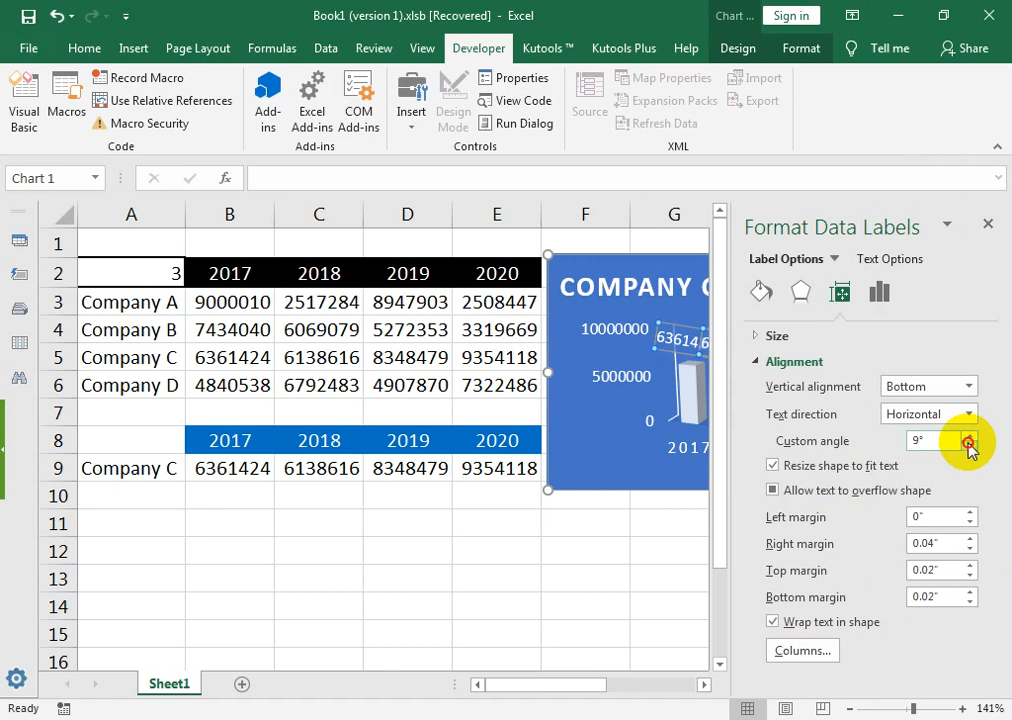 Book1 (version 1).xlsb [Recovered] - Excel
Chart ...
Sign in
File Home Insert Page Layout Formulas Data Review View Developer Kutools ™ Kutools Plus Help Design Format Tell me Share
Visual Basic
Macros
Record Macro
Use Relative References
Macro Security
Code
Add-ins
Excel Add-ins
COM Add-ins
Add-ins
Insert
Design Mode
Properties
View Code
Run Dialog
Controls
Source
Map Properties
Expansion Packs
Refresh Data
Import
Export
XML
Chart 1
fx
A B C D E F G
1
2 3 2017 2018 2019 2020
3 Company A 9000010 2517284 8947903 2508447
4 Company B 7434040 6069079 5272353 3319669
5 Company C 6361424 6138616 8348479 9354118
6 Company D 4840538 6792483 4907870 7322486
7
8 2017 2018 2019 2020
9 Company C 6361424 6138616 8348479 9354118
10
11
12
13
14
15
16
COMPANY
10000000
63614
5000000
0
2017
Format Data Labels
Label Options Text Options
Size
Alignment
Vertical alignment Bottom
Text direction Horizontal
Custom angle 9°
Resize shape to fit text
Allow text to overflow shape
Left margin 0"
Right margin 0.04"
Top margin 0.02"
Bottom margin 0.02"
Wrap text in shape
Columns...
Sheet1
Ready
141%